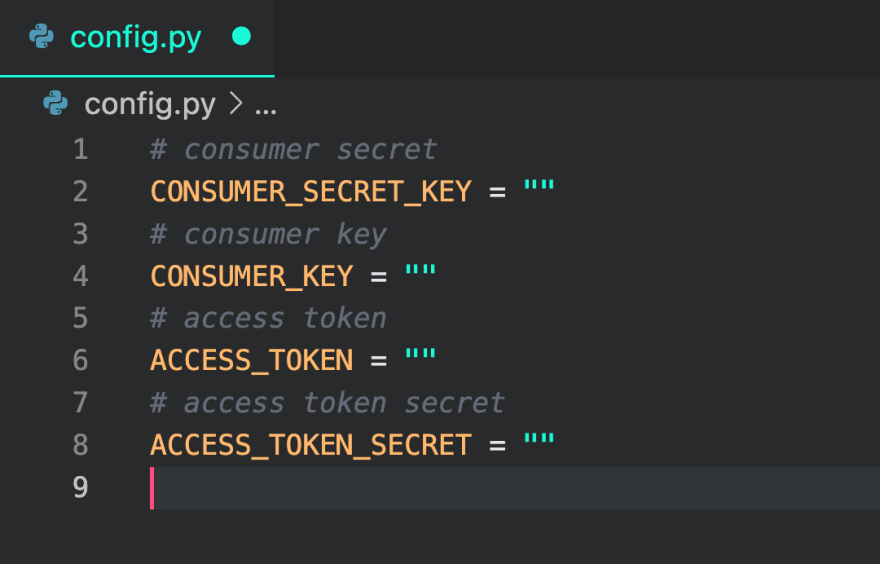 config.py
config.py > ...
1 # consumer secret
2 CONSUMER_SECRET_KEY = ""
3 # consumer key
4 CONSUMER_KEY = ""
5 # access token
6 ACCESS_TOKEN = ""
7 # access token secret
8 ACCESS_TOKEN_SECRET = ""
9